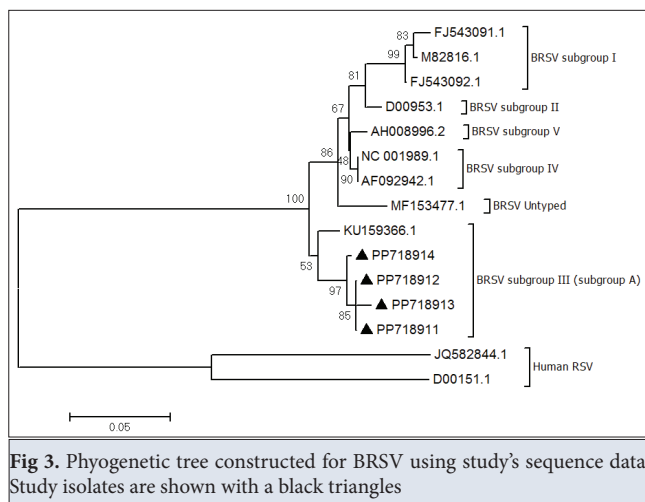 FJ543091.1
83
M82816.1
BRSV subgroup I
99
FJ543092.1
81
D00953.1
BRSV subgroup II
67
AH008996.2
BRSV subgroup V
86
48
NC 001989.1
BRSV subgroup IV
90
AF092942.1
100
MF153477.1
BRSV Untyped
KU159366.1
53
PP718914
97
PP718912
BRSV subgroup III (subgroup A)
PP718913
85
PP718911
JQ582844.1
Human RSV
D00151.1
0.05
Fig 3. Phyogenetic tree constructed for BRSV using study's sequence data
Study isolates are shown with a black triangles